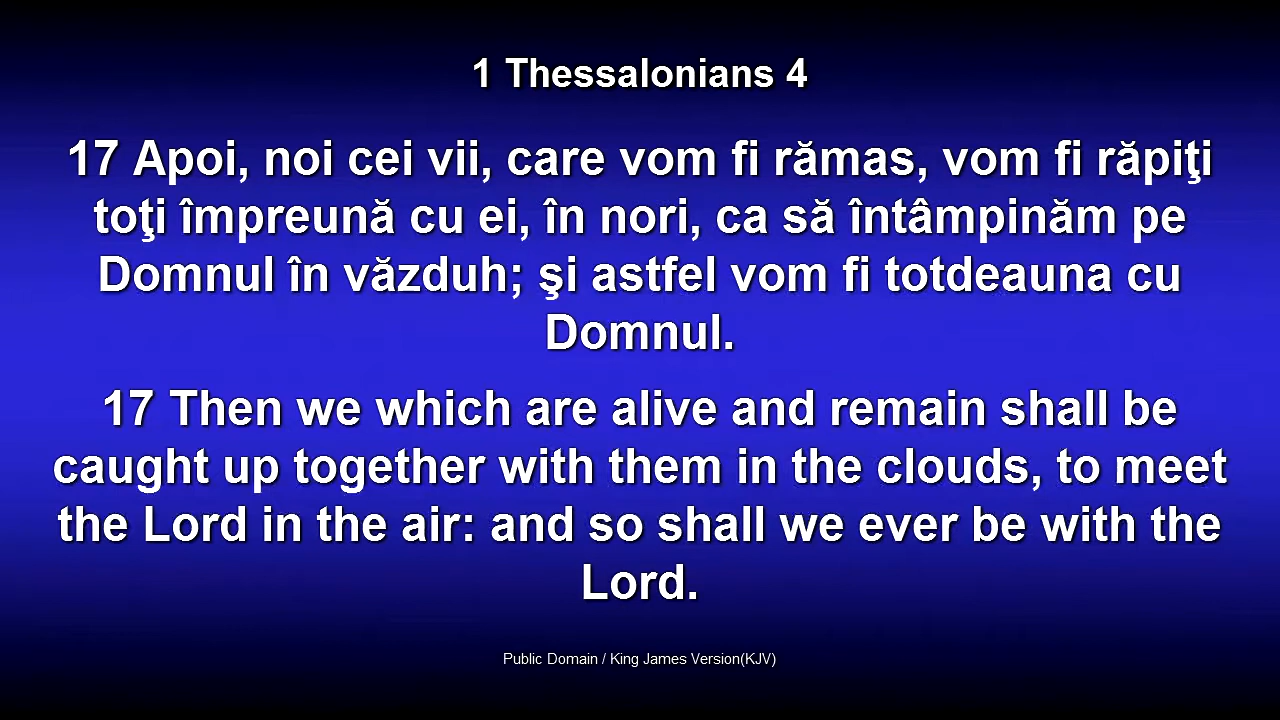 1 Thessalonians 4
17 Apoi, noi cei vii, care vom fi rămas, vom fi răpiţi
toţi împreună cu ei, în nori, ca să întâmpinăm pe
Domnul în văzduh; şi astfel vom fi totdeauna cu
Domnul.
17 Then we which are alive and remain shall be
caught up together with them in the clouds, to meet
the Lord in the air: and so shall we ever be with the
Lord.
Public Domain / King James Version(KJV)